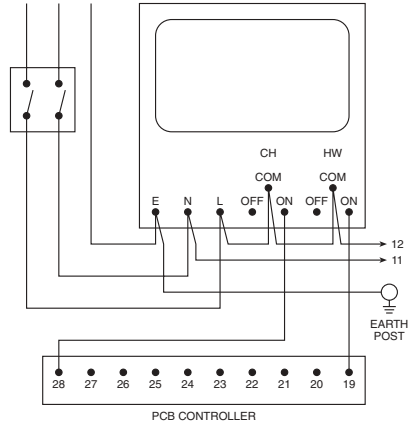 CH HW
COM COM
E N L OFF ON OFF ON
12
11
EARTH
POST
28 27 26 25 24 23 22 21 20 19
PCB CONTROLLER